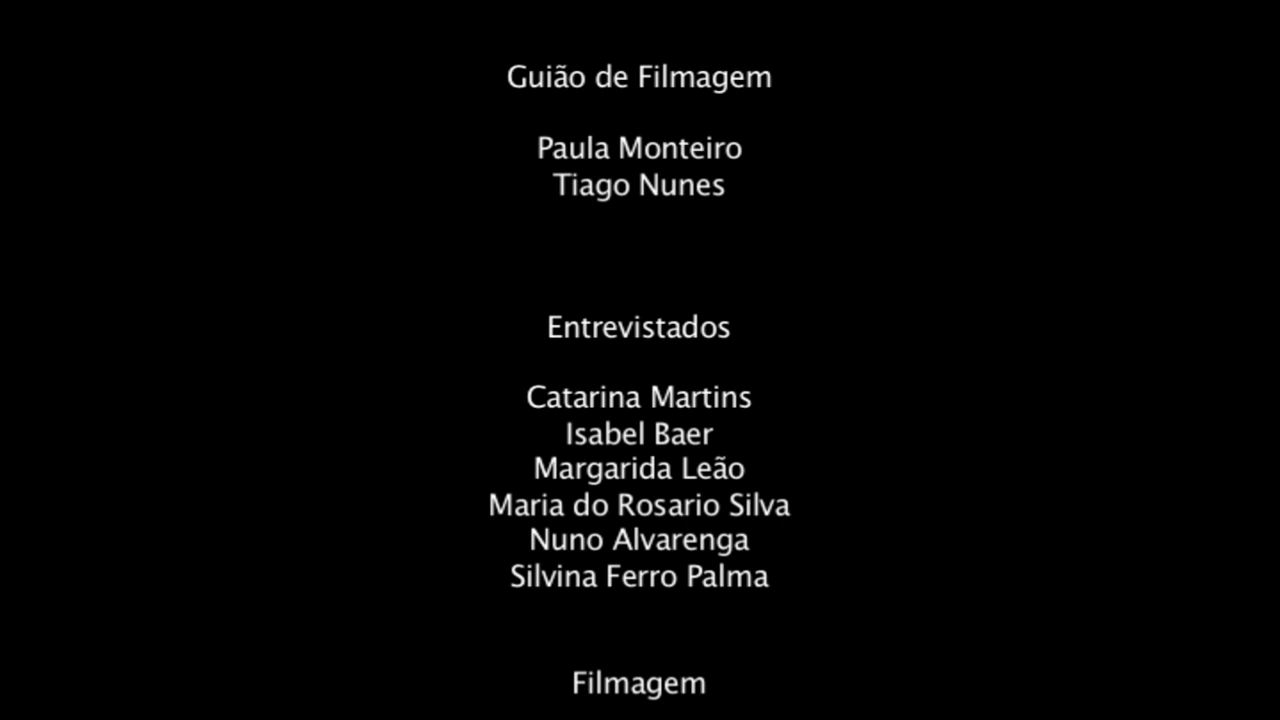 Guião de Filmagem
Paula Monteiro
Tiago Nunes
Entrevistados
Catarina Martins
Isabel Baer
Margarida Leão
Maria do Rosario Silva
Nuno Alvarenga
Silvina Ferro Palma
Filmagem